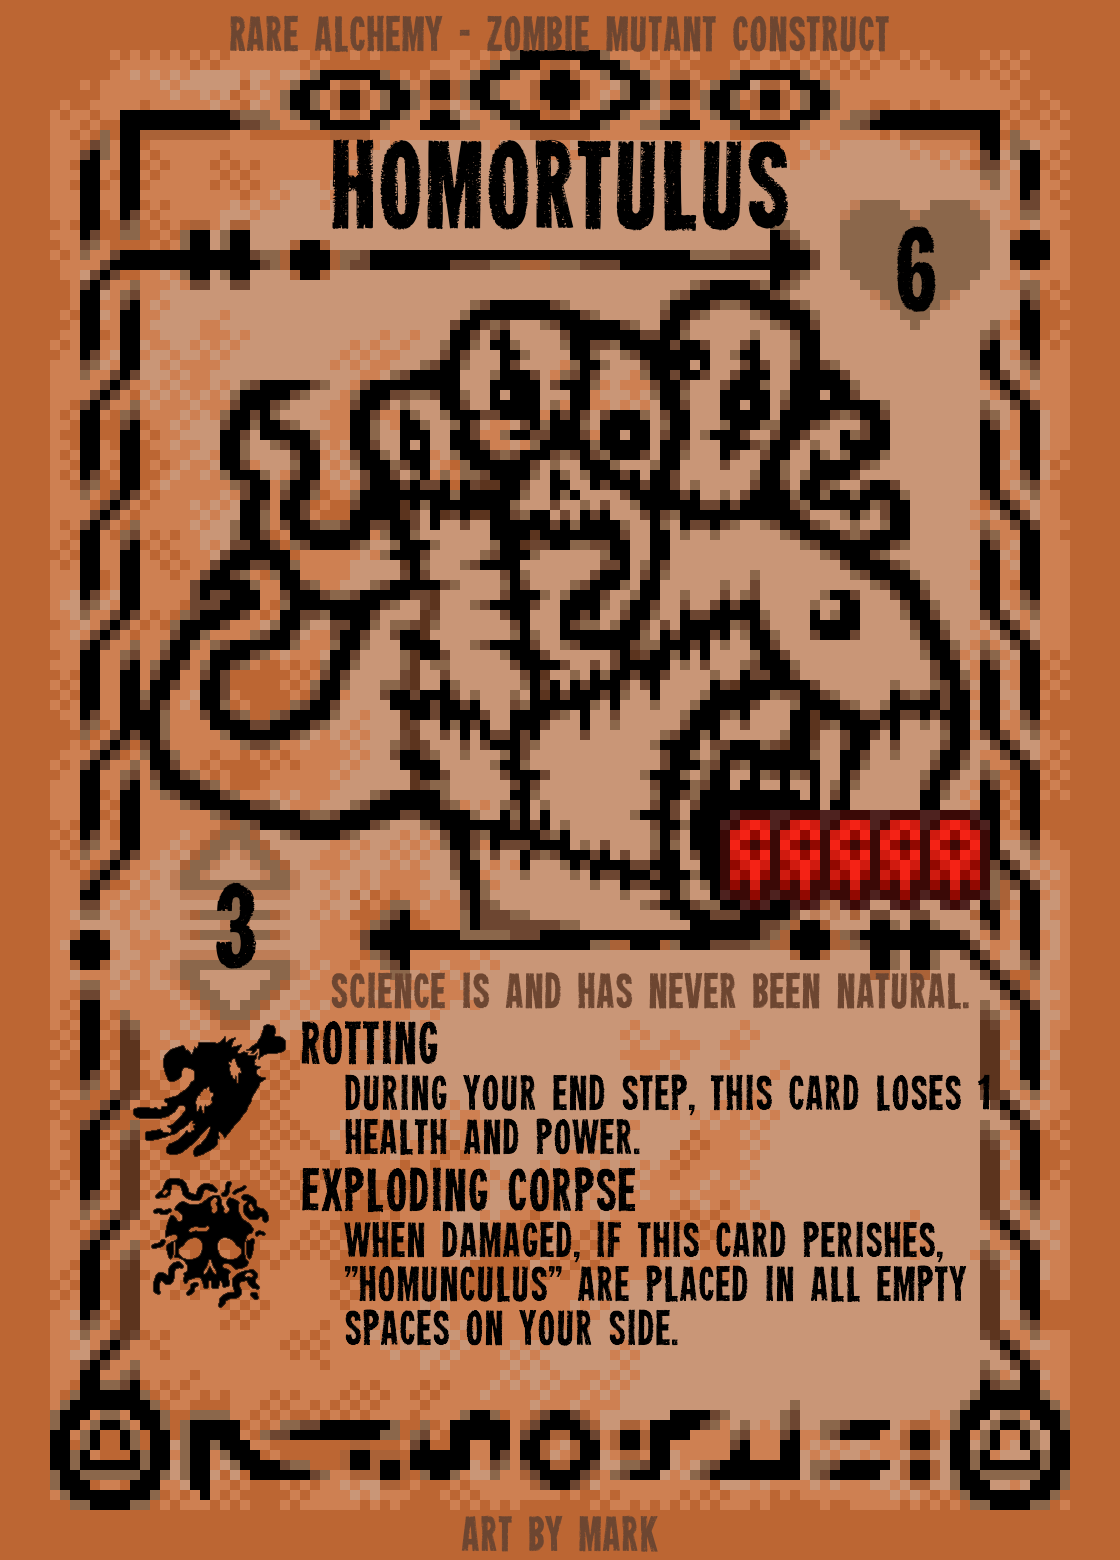 RARE ALCHEMY - ZOMBIE MUTANT CONSTRUCT
HOMORTULUS
6
3
SCIENCE IS AND HAS NEVER BEEN NATURAL.
ROTTING
DURING YOUR END STEP, THIS CARD LOSES 1
HEALTH AND POWER.
EXPLODING CORPSE
WHEN DAMAGED, IF THIS CARD PERISHES,
"HOMUNCULUS" ARE PLACED IN ALL EMPTY
SPACES ON YOUR SIDE.
ART BY MARK